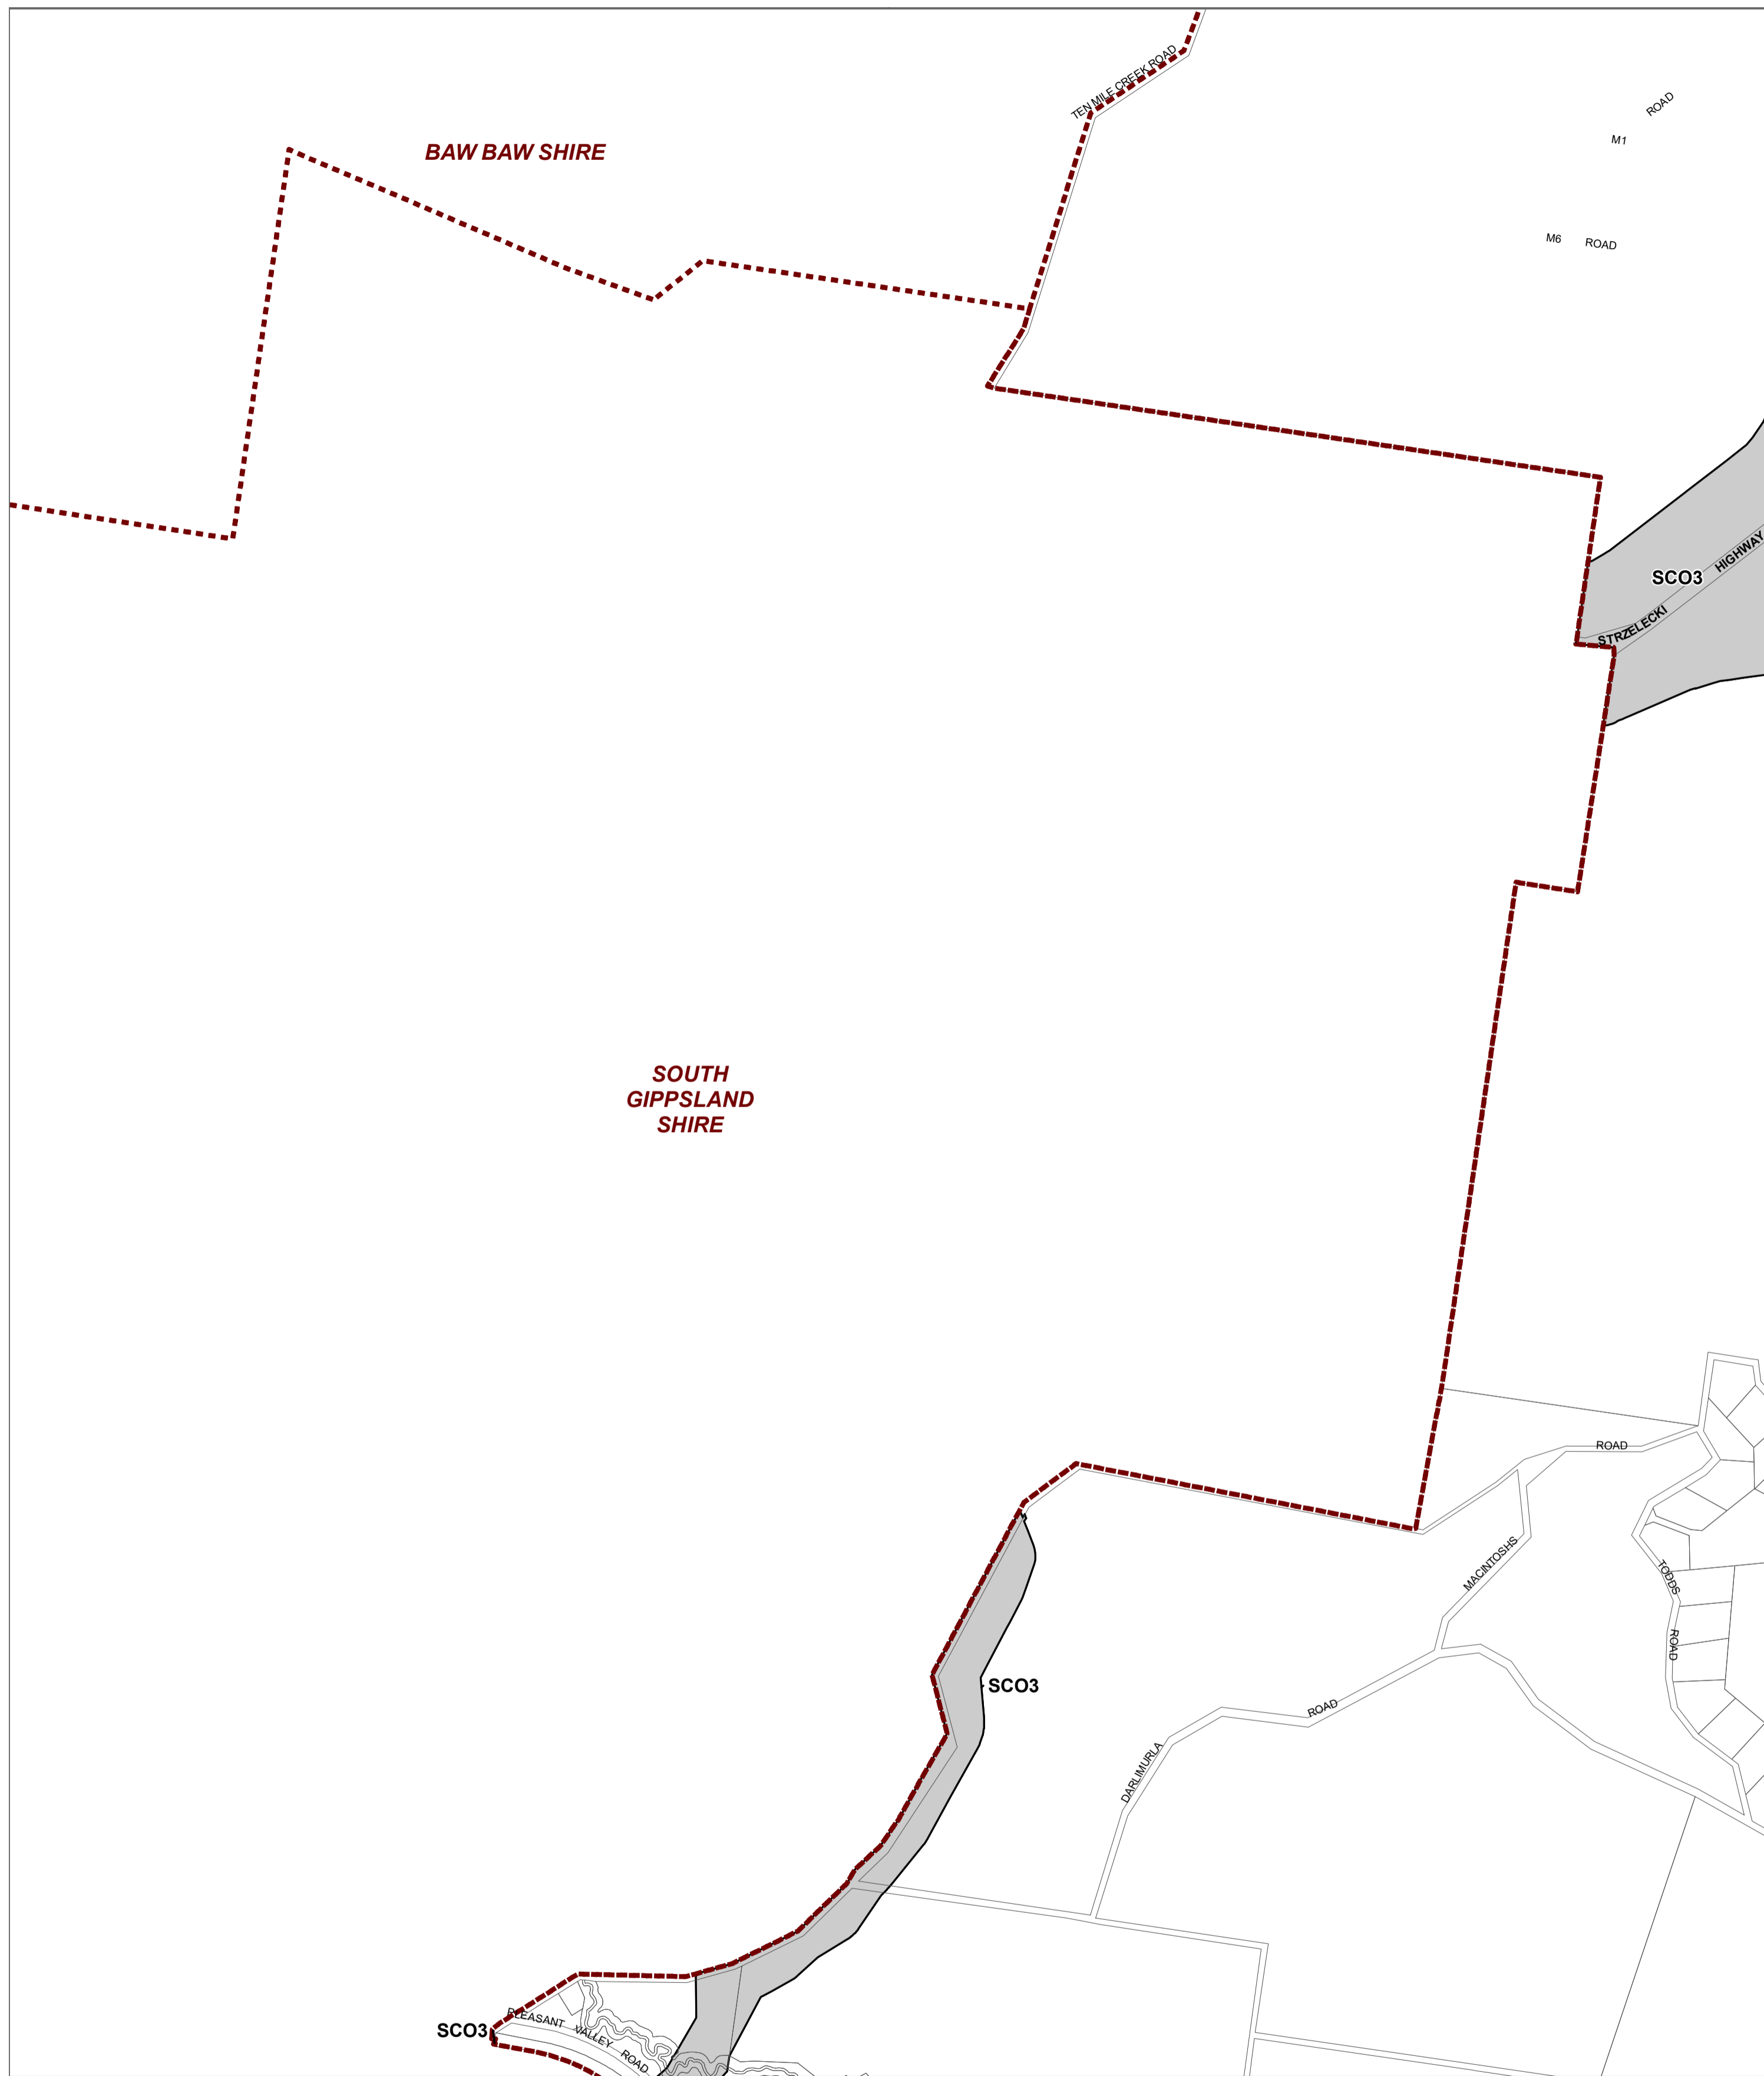 TEN MILE CREEK ROAD
ROAD
M1
BAW BAW SHIRE
M6 ROAD
HIGHWAY
SCO3
STRZELECKI
SOUTH
GIPPSLAND
SHIRE
ROAD
MACINTOSHS
TODDS
ROAD
SCO3
ROAD
DARLIMURLA
PLEASANT VALLEY ROAD
SCO3